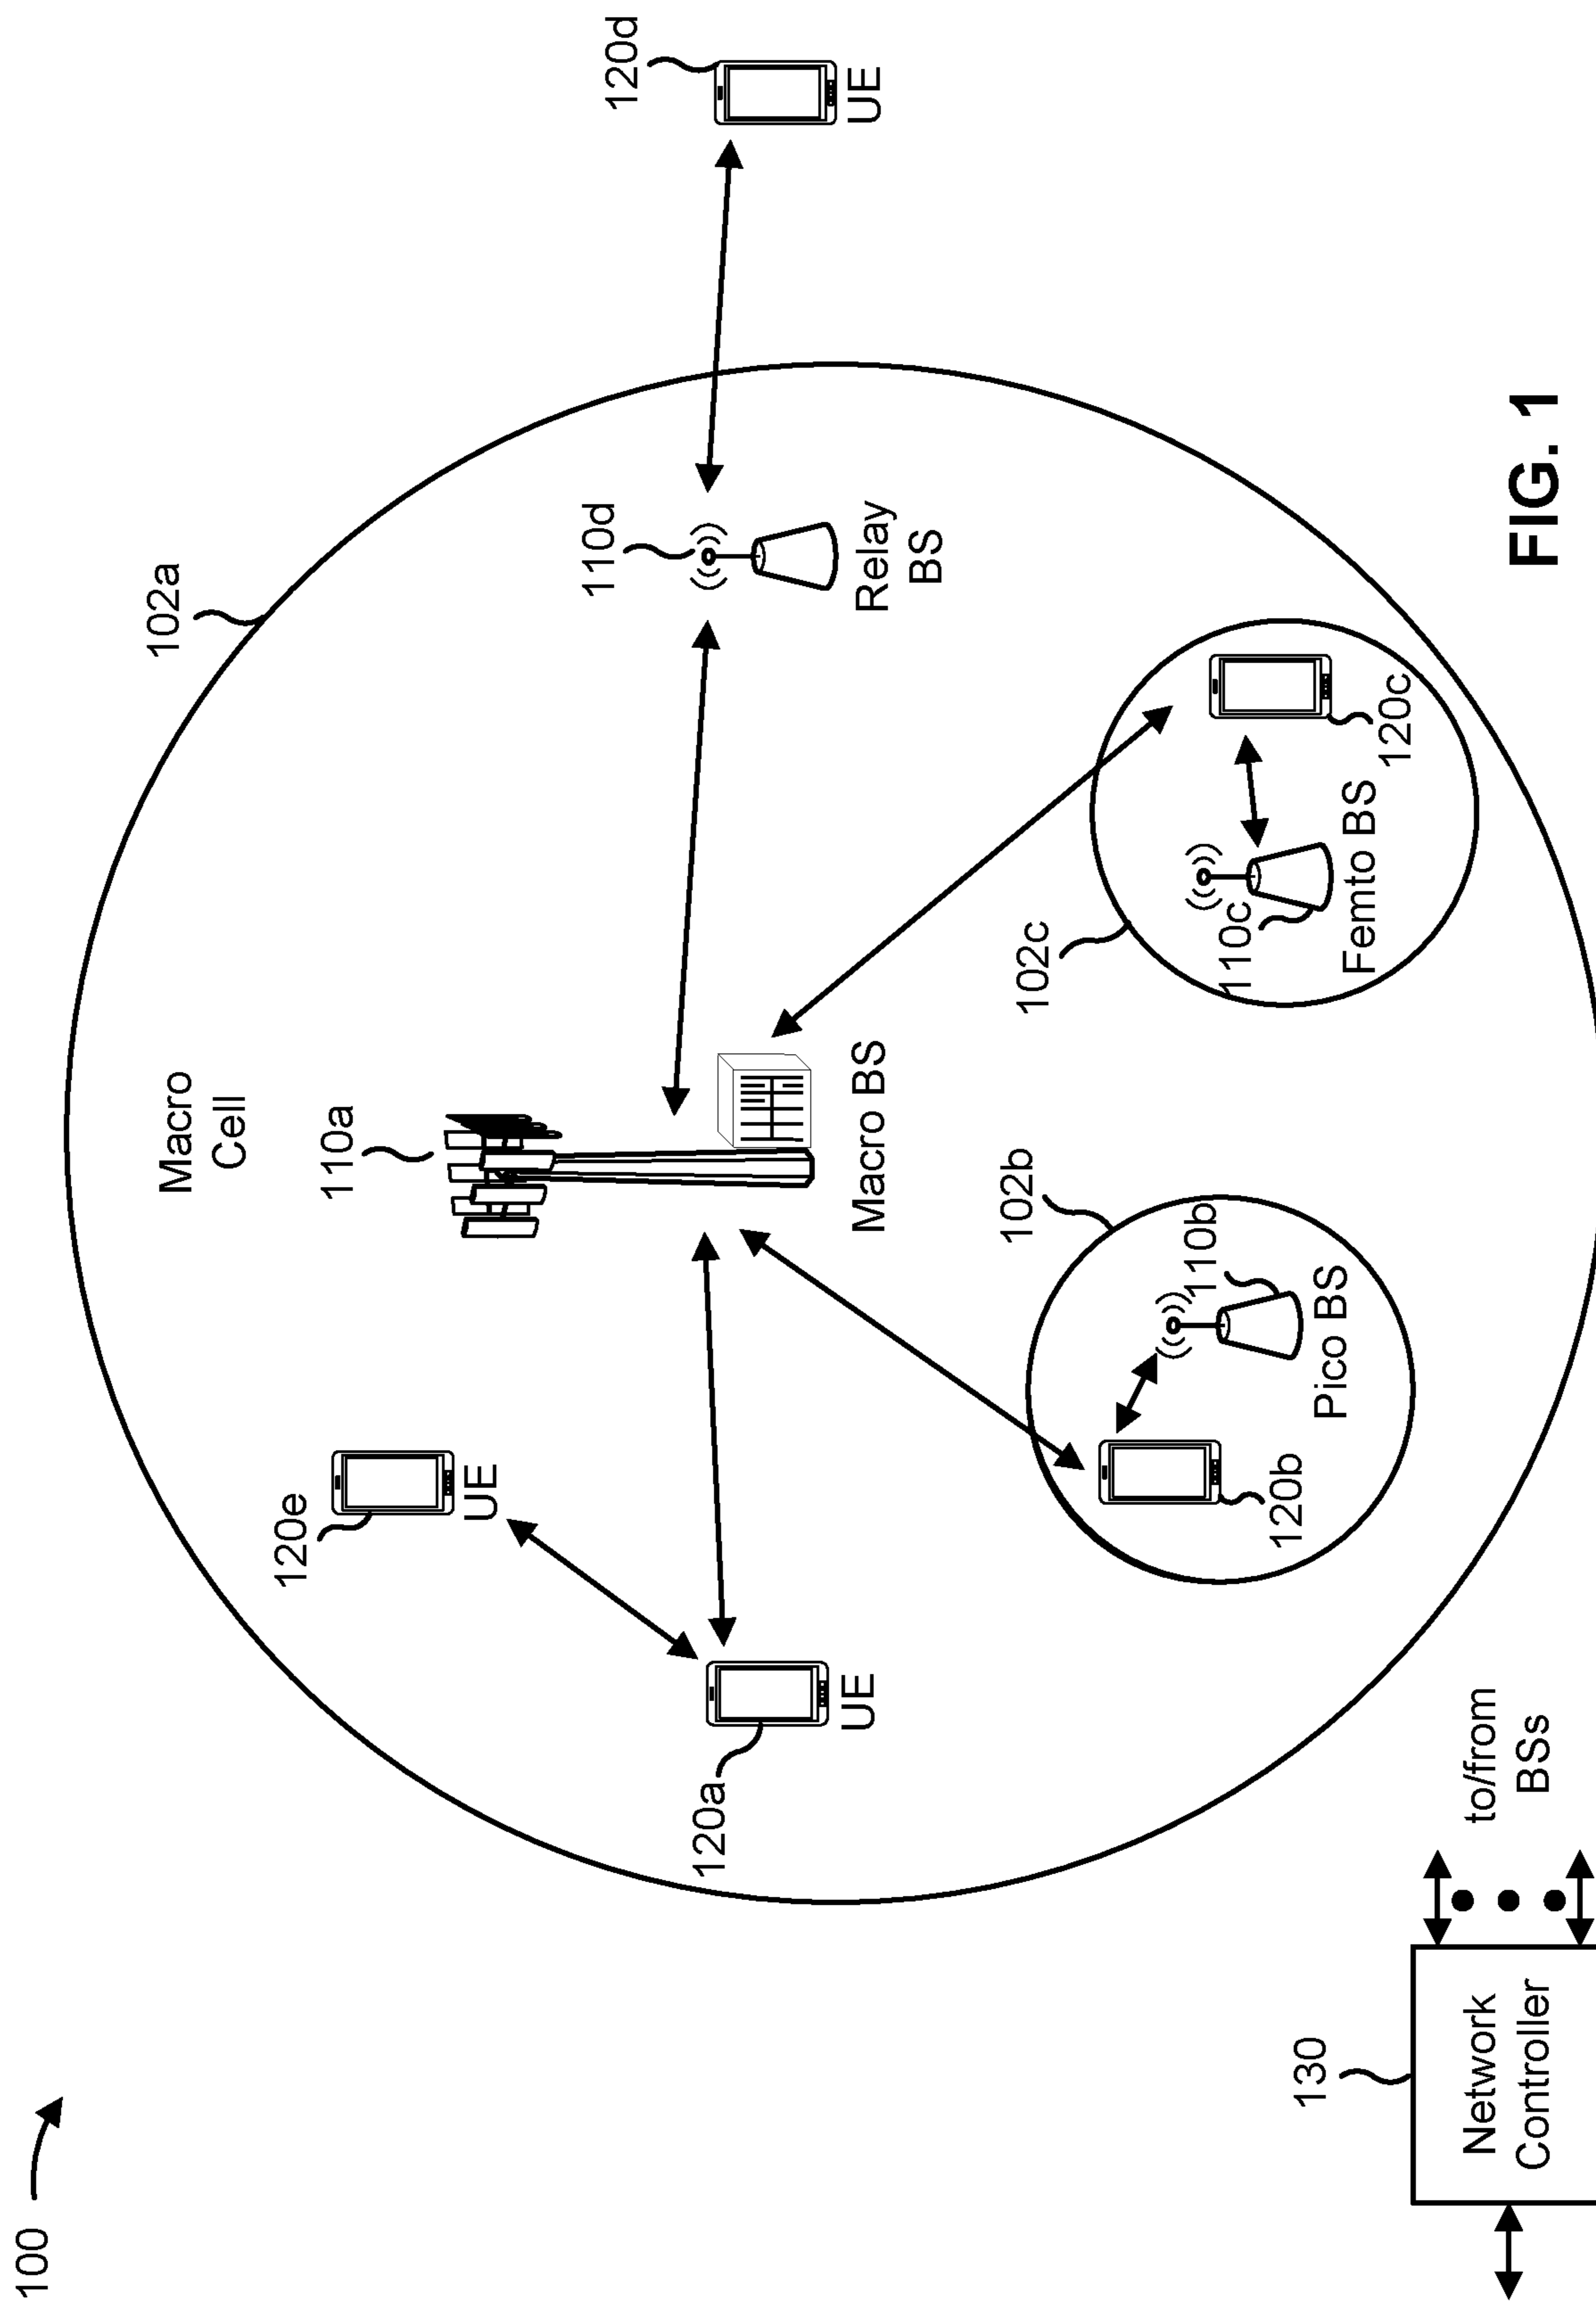 100
102a
Macro
Cell
110a
120e
UE
120a
UE
Macro BS
110d
Relay
BS
120d
UE
102b
110b
Pico BS
120b
102c
110c
Femto BS
120c
130
Network
Controller
to/from
BSs
FIG. 1